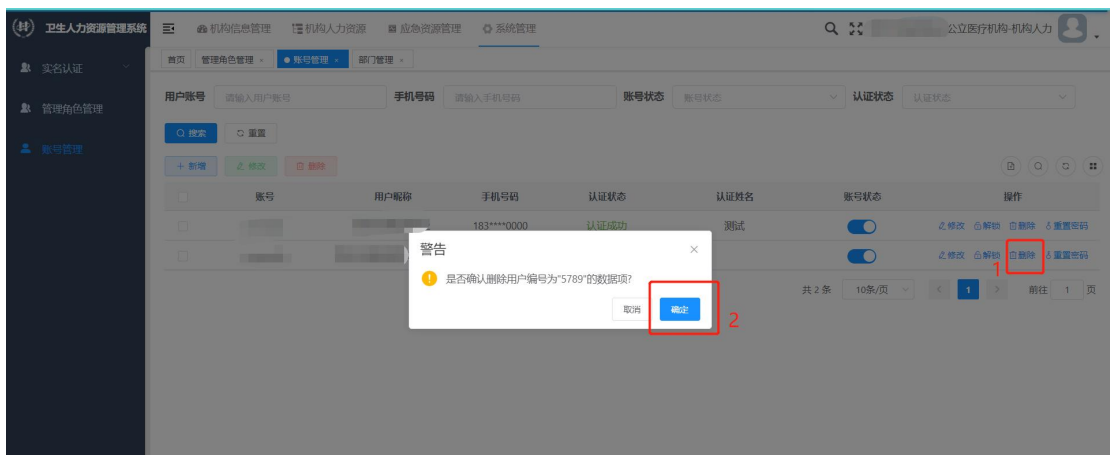 卫生人力资源管理系统 机构信息管理 机构人力资源 应急资源管理 系统管理 公立医疗机构-机构人力
实名认证 首页 管理角色管理 × 账号管理 × 部门管理 ×
用户账号 请输入用户账号 手机号码 请输入手机号码 账号状态 账号状态 认证状态 认证状态
管理角色管理
搜索 重置
账号管理
+ 新增 修改 删除
账号 用户昵称 手机号码 认证状态 认证姓名 账号状态 操作
183****0000 认证成功 测试 修改 解锁 删除 重置密码
警告 ×
修改 解锁 删除 重置密码
1
是否确认删除用户编号为"5789"的数据项?
共 2 条 10条/页 < 1 > 前往 1 页
取消 确定
2